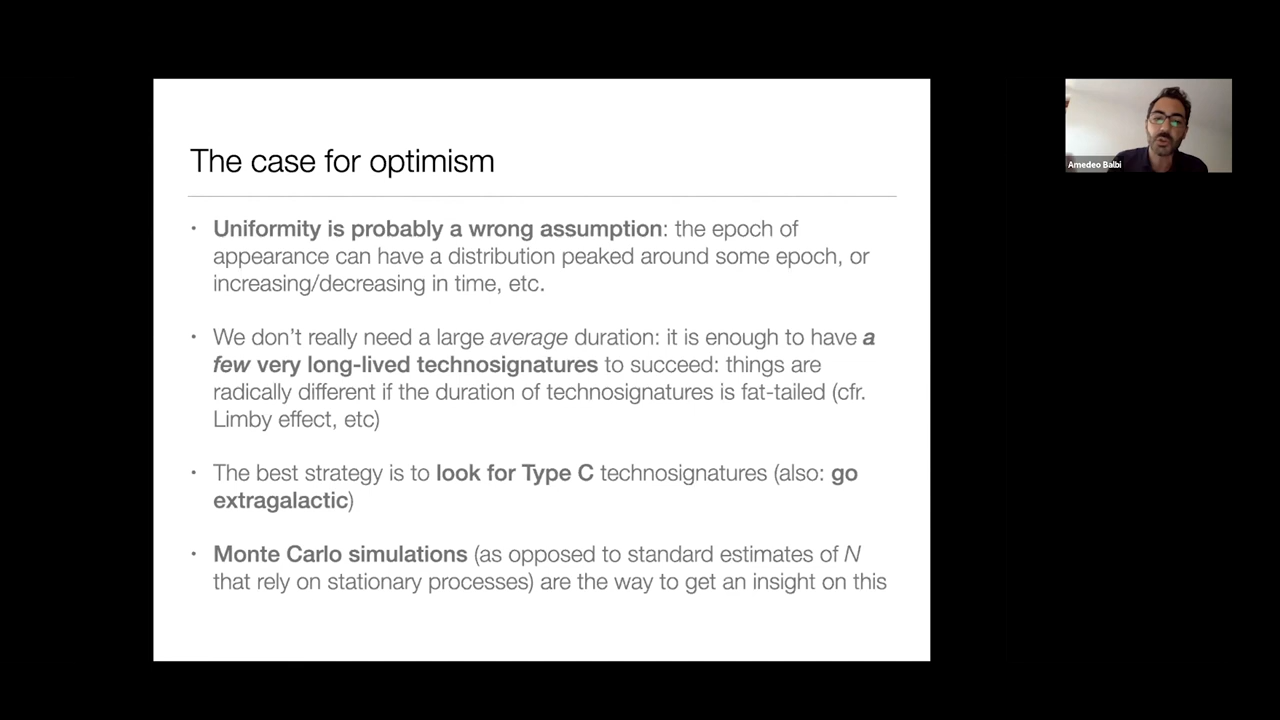 The case for optimism
• Uniformity is probably a wrong assumption: the epoch of
appearance can have a distribution peaked around some epoch, or
increasing/decreasing in time, etc.
• We don’t really need a large average duration: it is enough to have a
few very long-lived technosignatures to succeed: things are
radically different if the duration of technosignatures is fat-tailed (cfr.
Limby effect, etc)
• The best strategy is to look for Type C technosignatures (also: go
extragalactic)
• Monte Carlo simulations (as opposed to standard estimates of N
that rely on stationary processes) are the way to get an insight on this
Amedeo Balbi